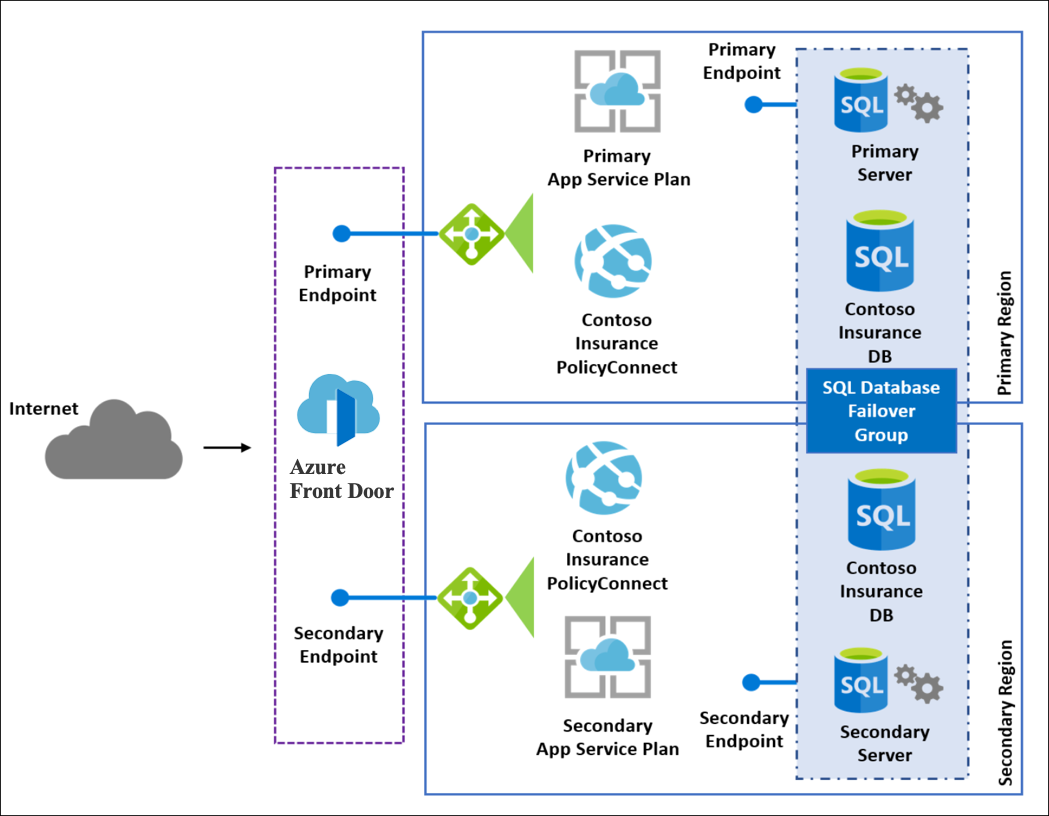 Internet
Azure
Front Door
Primary
Endpoint
Secondary
Endpoint
Primary
App Service Plan
Contoso
Insurance
PolicyConnect
Primary
Endpoint
SQL
Primary
Server
SQL
Contoso
Insurance
DB
Primary Region
SQL Database
Failover
Group
Contoso
Insurance
PolicyConnect
Secondary
App Service Plan
Secondary
Endpoint
SQL
Contoso
Insurance
DB
SQL
Secondary
Server
Secondary Region